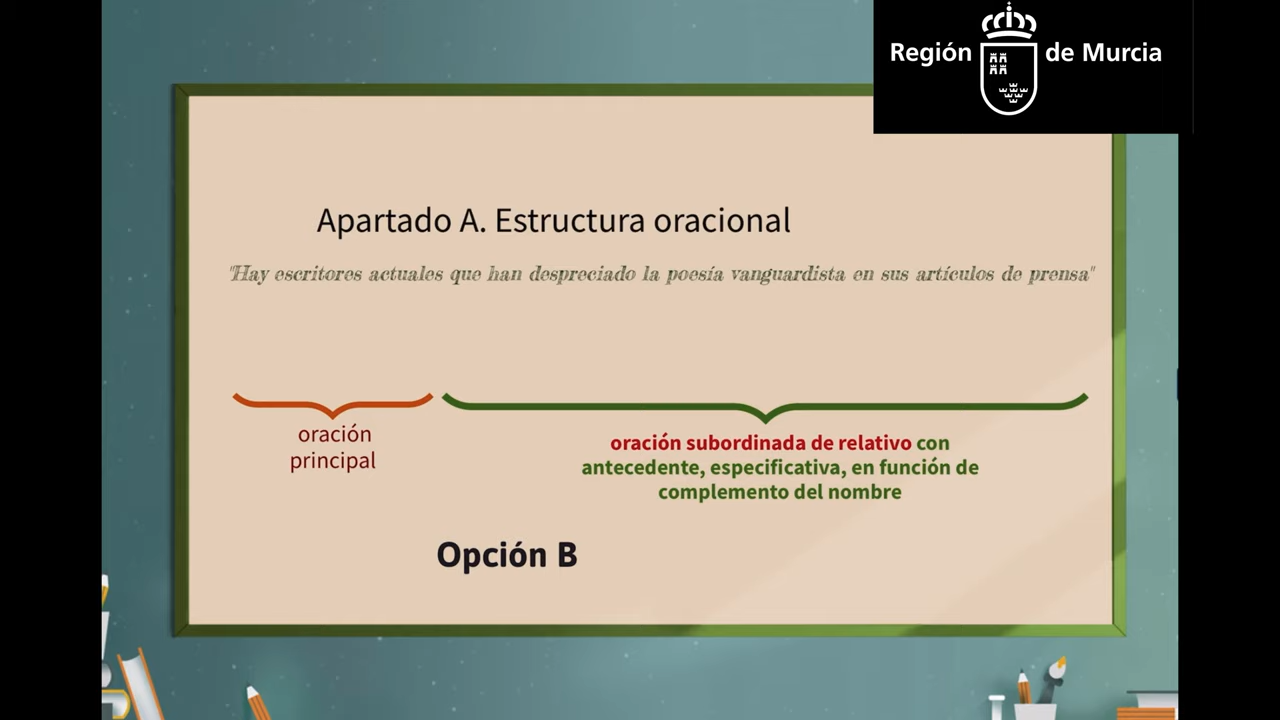 Región de Murcia
Apartado A. Estructura oracional
"Hay escritores actuales que han despreciado la poesía vanguardista en sus artículos de prensa"
oración
principal
oración subordinada de relativo con
antecedente, especificativa, en función de
complemento del nombre
Opción B